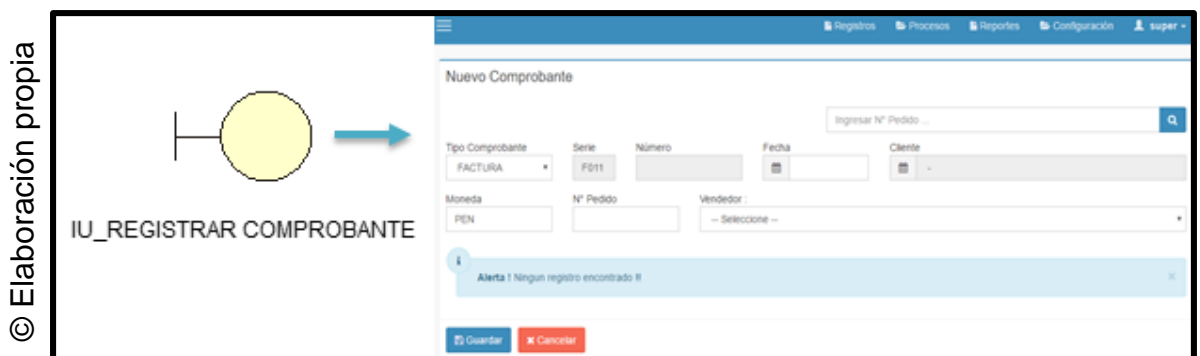 © Elaboración propia
IU_REGISTRAR COMPROBANTE
Registros Procesos Reportes Configuración super
Nuevo Comprobante
Ingresar N° Pedido ...
Tipo Comprobante Serie Número Fecha Cliente
FACTURA F011 -
Moneda N° Pedido Vendedor :
PEN -- Seleccione --
i
Alerta ! Ningun registro encontrado !!
×
Guardar × Cancelar